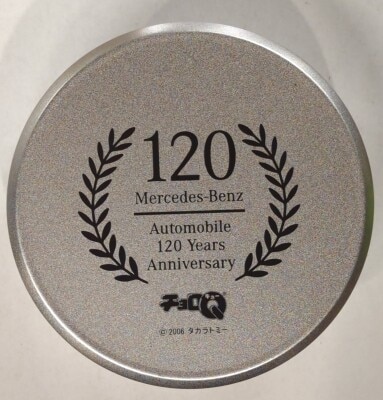 120
Mercedes-Benz
Automobile
120 Years
Anniversary
チョロQ
© 2006 タカラトミー